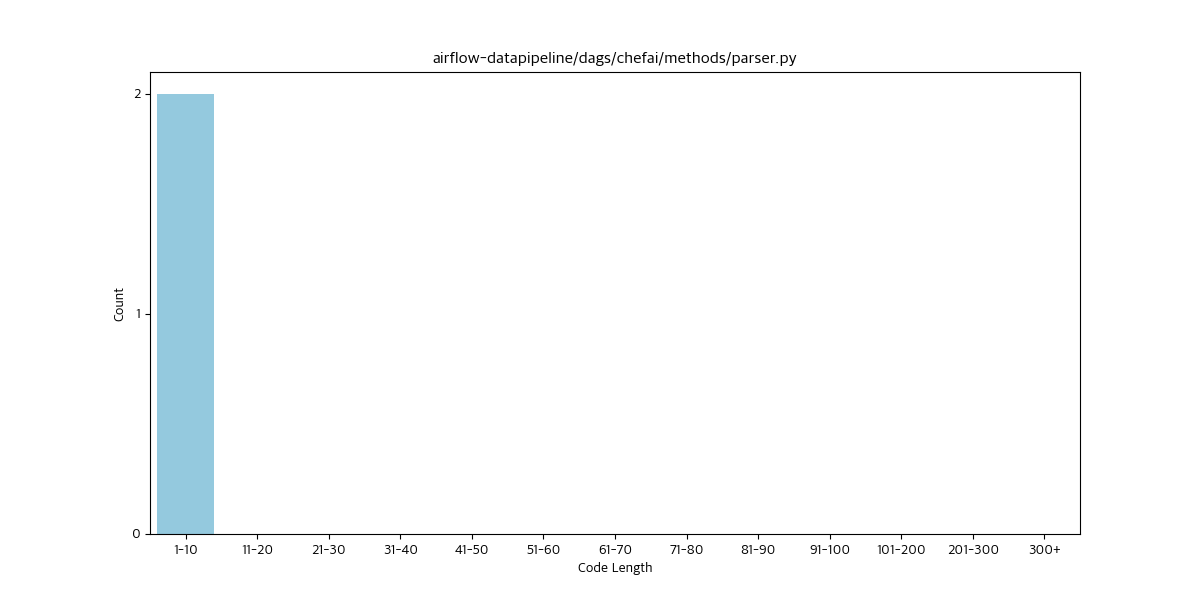 airflow-datapipeline/dags/chefai/methods/parser.py
2
1
0
Count
1-10 11-20 21-30 31-40 41-50 51-60 61-70 71-80 81-90 91-100 101-200 201-300 300+
Code Length